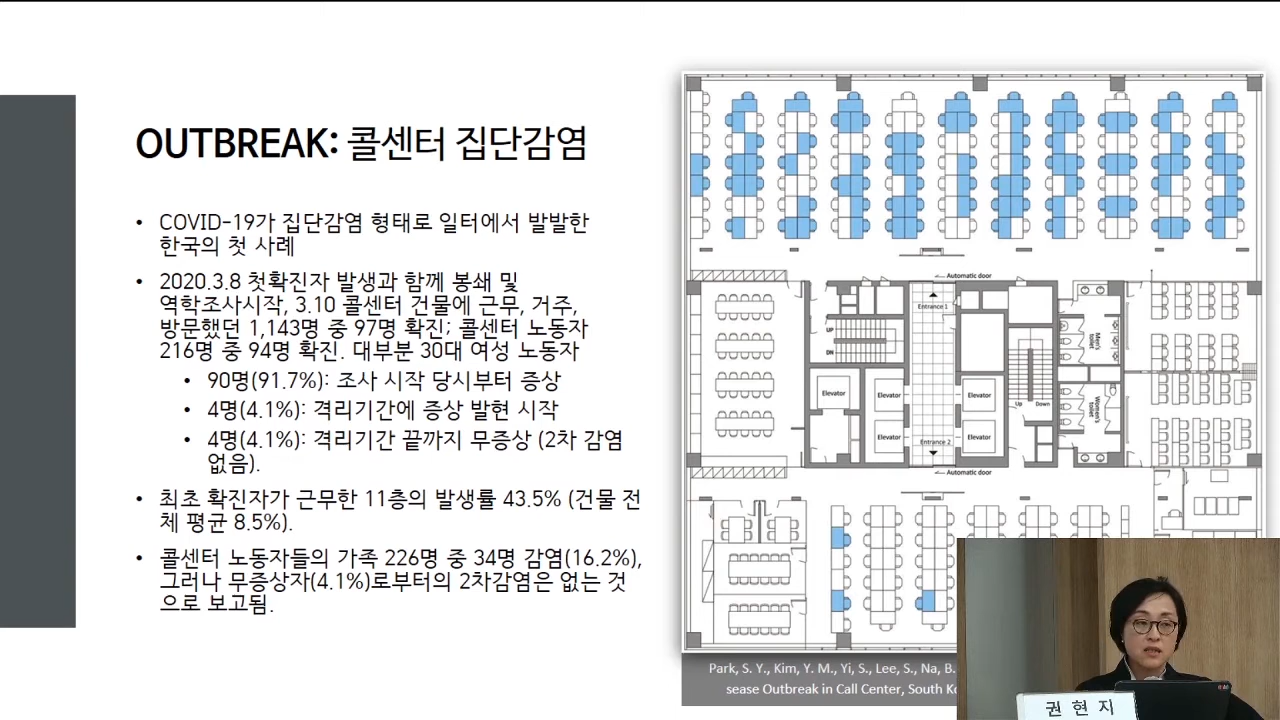 OUTBREAK: 콜센터 집단감염
• COVID-19가 집단감염 형태로 일터에서 발발한
한국의 첫 사례
• 2020.3.8 첫확진자 발생과 함께 봉쇄 및
역학조사시작, 3.10 콜센터 건물에 근무, 거주,
방문했던 1,143명 중 97명 확진; 콜센터 노동자
216명 중 94명 확진. 대부분 30대 여성 노동자
• 90명(91.7%): 조사 시작 당시부터 증상
• 4명(4.1%): 격리기간에 증상 발현 시작
• 4명(4.1%): 격리기간 끝까지 무증상 (2차 감염
없음).
• 최초 확진자가 근무한 11층의 발생률 43.5% (건물 전
체 평균 8.5%).
• 콜센터 노동자들의 가족 226명 중 34명 감염(16.2%),
그러나 무증상자(4.1%)로부터의 2차감염은 없는 것
으로 보고됨.
Automatic door
Entrance 1
UP
DN
Elevator
Elevator
Elevator
Elevator
Elevator
Up
Down
Men's
toilet
Women's
toilet
Entrance 2
Automatic door
Park, S. Y., Kim, Y. M., Yi, S., Lee, S., Na, B.
sease Outbreak in Call Center, South Ko
권 현 지